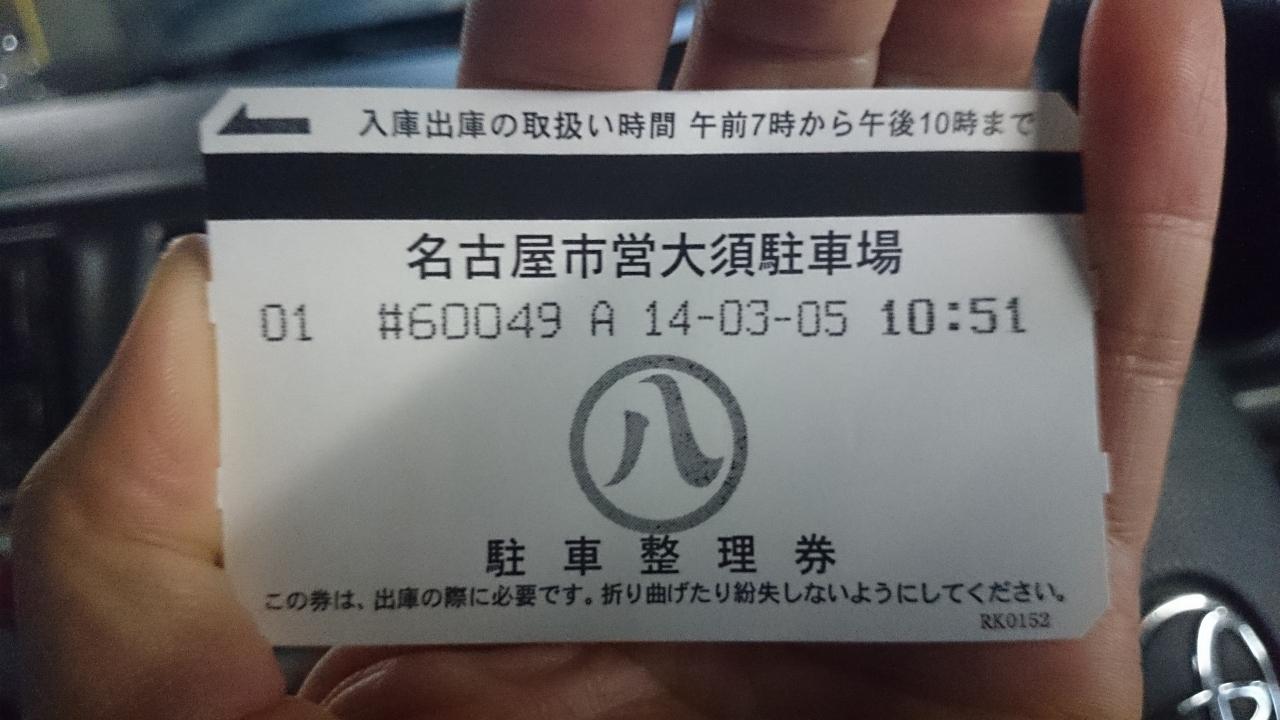 入庫出庫の取扱い時間 午前7時から午後10時まで
名古屋市営大須駐車場
01 #60049 A 14-03-05 10:51
八
駐車整理券
この券は、出庫の際に必要です。折り曲げたり紛失しないようにしてください。
RK0152